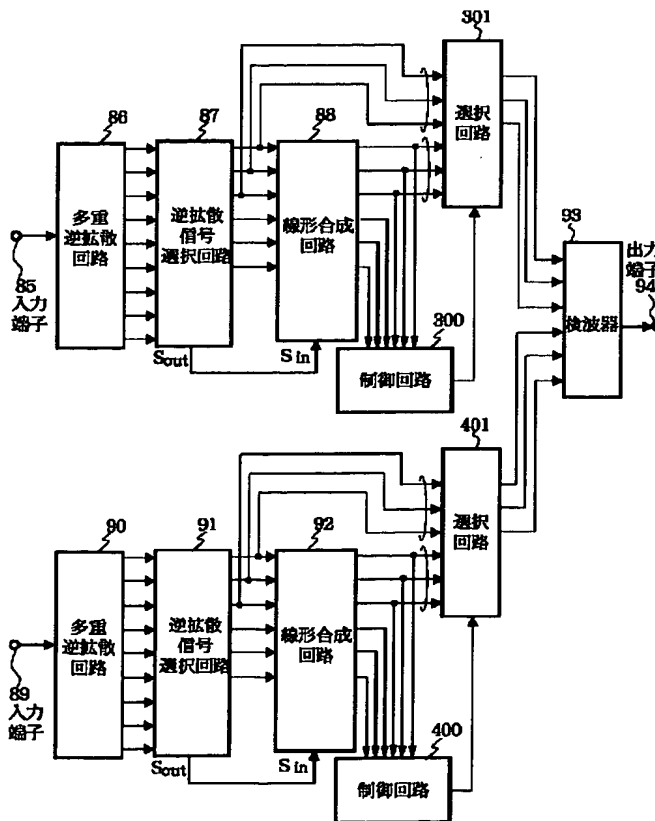 301
86
87
88
選択
回路
多重
逆拡散
回路
逆拡散
信号
選択回路
線形合成
回路
93
出力
端子
94
検波器
85
入力
端子
300
Sout
Sin
制御回路
401
90
91
92
選択
回路
多重
逆拡散
回路
逆拡散
信号
選択回路
線形合成
回路
89
入力
端子
400
Sout
Sin
制御回路